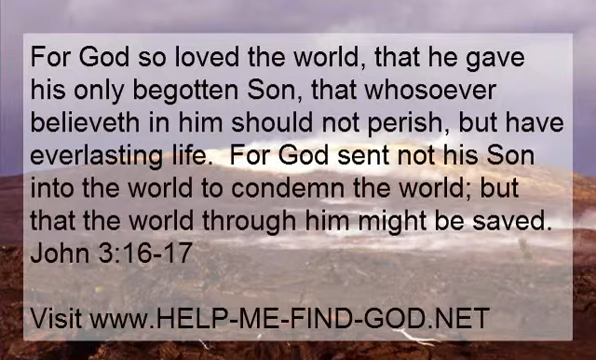 For God so loved the world, that he gave
his only begotten Son, that whosoever
believeth in him should not perish, but have
everlasting life.  For God sent not his Son
into the world to condemn the world; but
that the world through him might be saved.
John 3:16-17
Visit www.HELP-ME-FIND-GOD.NET